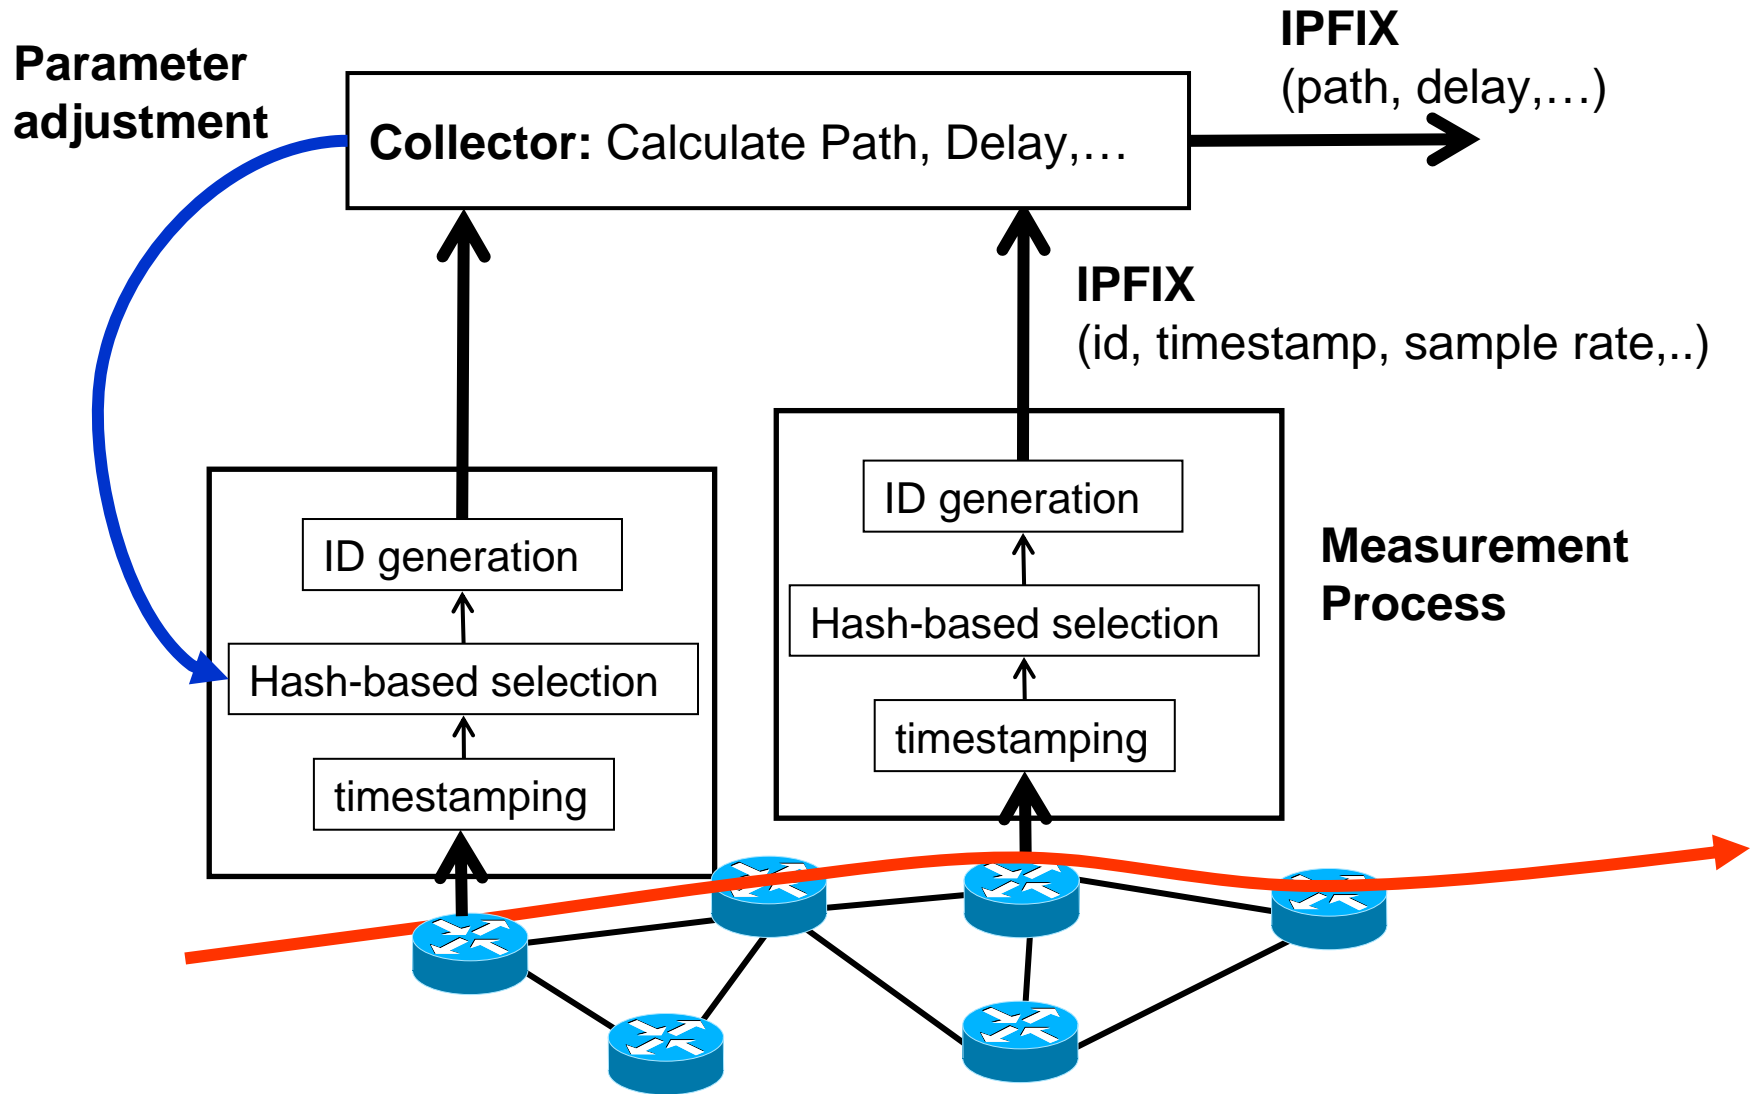 IPFIX
(path, delay,…)
Parameter
adjustment
Collector: Calculate Path, Delay,…
IPFIX
(id, timestamp, sample rate,..)
ID generation
Hash-based selection
timestamping
ID generation
Hash-based selection
timestamping
Measurement
Process